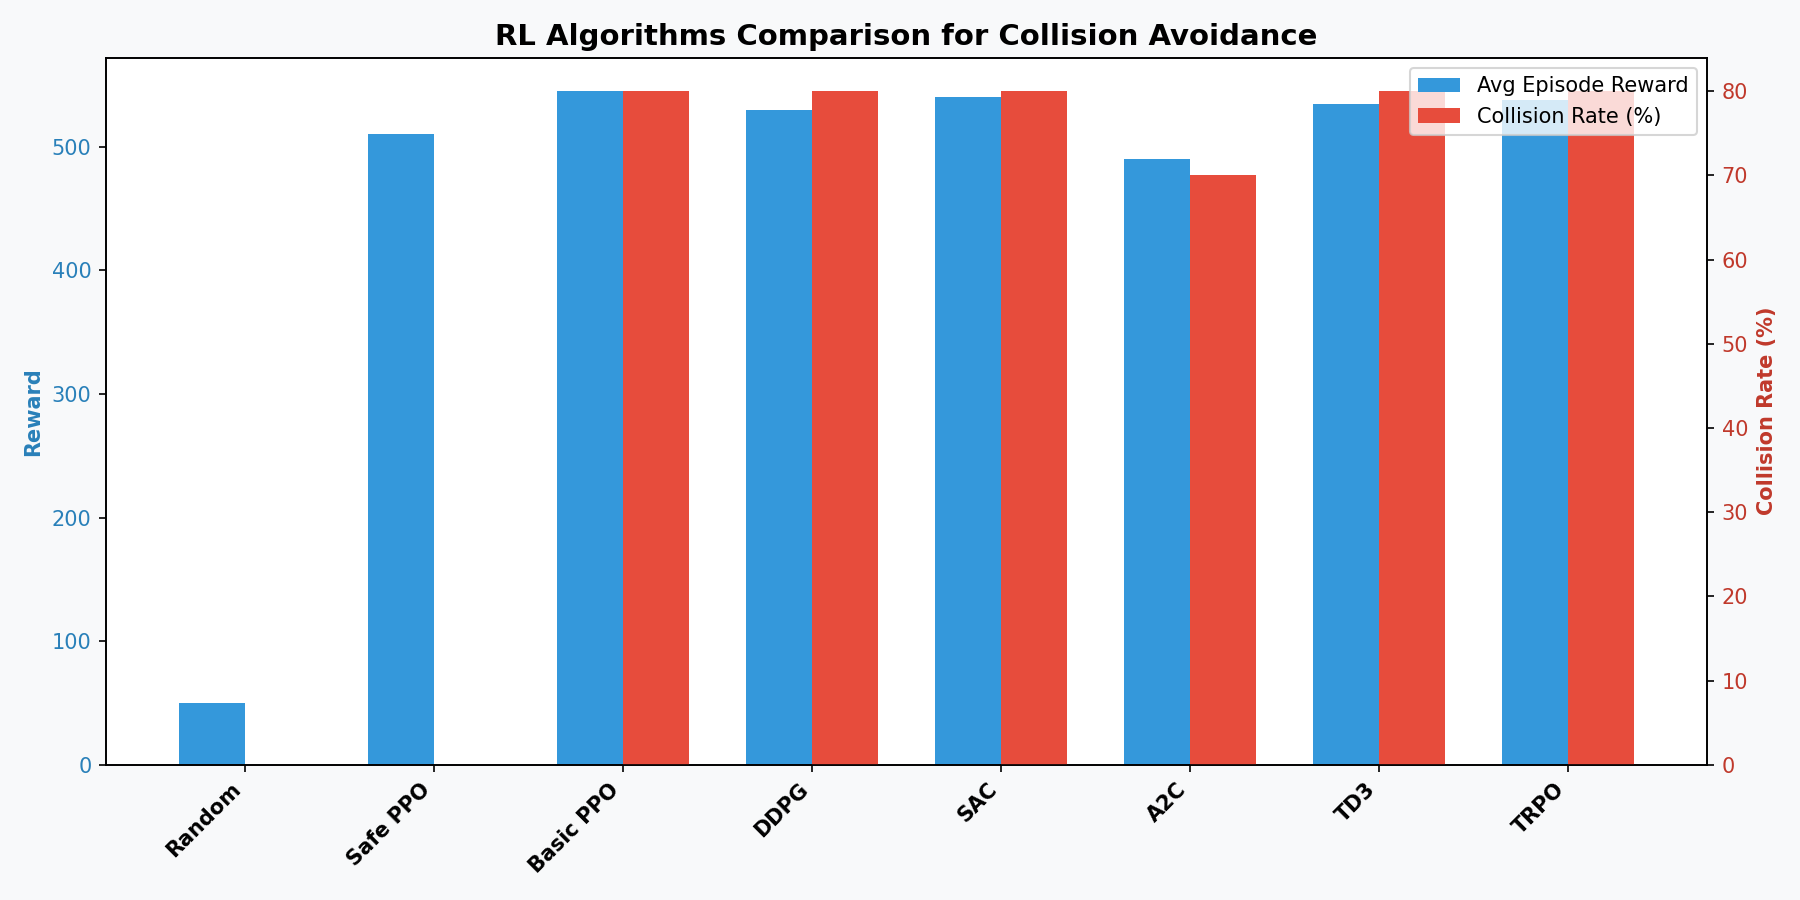 RL Algorithms Comparison for Collision Avoidance
Avg Episode Reward
Collision Rate (%)
Reward
500
400
300
200
100
0
80
70
60
50
40
30
20
10
0
Collision Rate (%)
Random
Safe PPO
Basic PPO
DDPG
SAC
A2C
TD3
TRPO